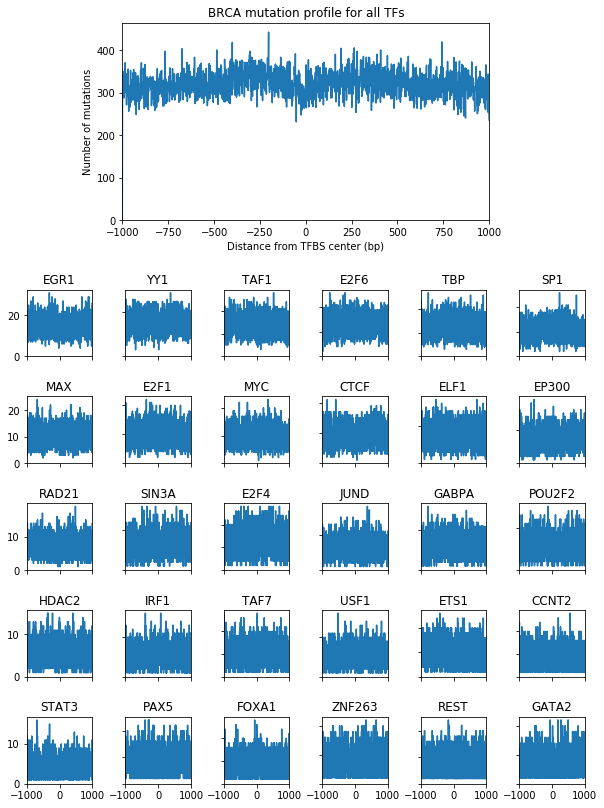 BRCA mutation profile for all TFs
400
300
200
100
0
Number of mutations
−1000 −750 −500 −250 0 250 500 750 1000
Distance from TFBS center (bp)
EGR1 YY1 TAF1 E2F6 TBP SP1
20
0
MAX E2F1 MYC CTCF ELF1 EP300
20
10
0
RAD21 SIN3A E2F4 JUND GABPA POU2F2
10
0
HDAC2 IRF1 TAF7 USF1 ETS1 CCNT2
10
0
STAT3 PAX5 FOXA1 ZNF263 REST GATA2
10
0
−1000 0 1000 −1000 0 1000 −1000 0 1000 −1000 0 1000 −1000 0 1000 −1000 0 1000